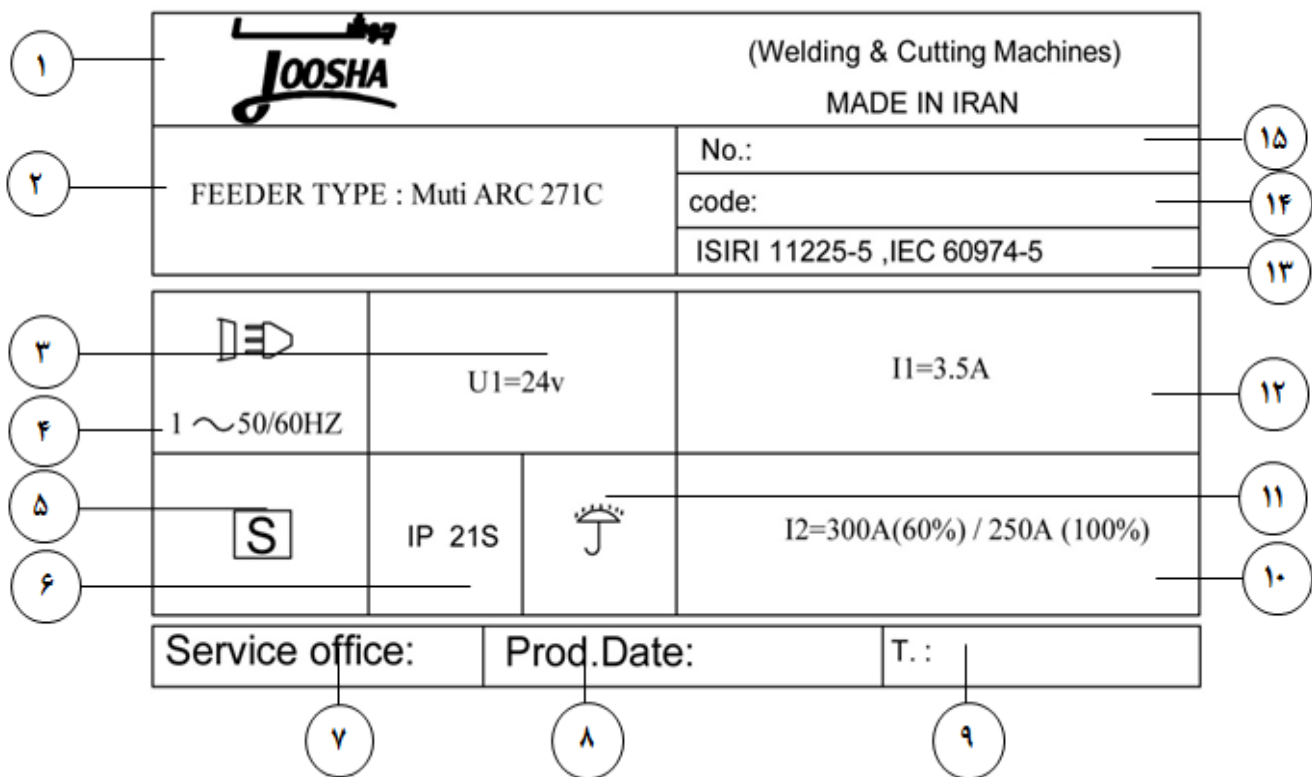 جوشا
JOOSHA
(Welding & Cutting Machines)
MADE IN IRAN
FEEDER TYPE : Muti ARC 271C
No.:
code:
ISIRI 11225-5 ,IEC 60974-5
U1=24v
I1=3.5A
1 ~ 50/60HZ
S
IP 21S
I2=300A(60%) / 250A (100%)
Service office:
Prod.Date:
T. :
۱
۲
۳
۴
۵
۶
۷
۸
۹
۱۰
۱۱
۱۲
۱۳
۱۴
۱۵